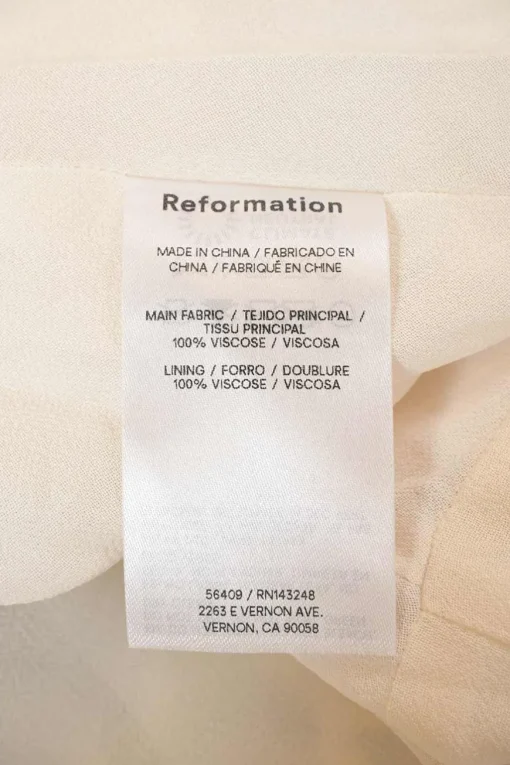 Reformation
MADE IN CHINA / FABRICADO EN
CHINA / FABRIQUÉ EN CHINE
MAIN FABRIC / TEJIDO PRINCIPAL /
TISSU PRINCIPAL
100% VISCOSE / VISCOSA
LINING / FORRO / DOUBLURE
100% VISCOSE / VISCOSA
56409 / RN143248
2263 E VERNON AVE.
VERNON, CA 90058